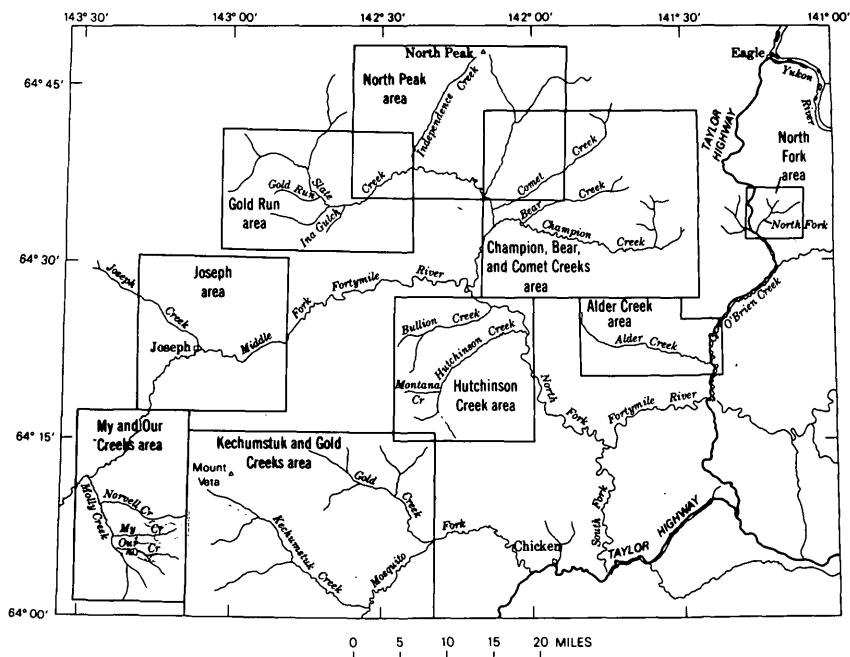 143°30'
143°00'
142°30'
142°00'
141°30'
141°00'
64°45'
64°30'
64°15'
64°00'
North Peak
North Peak
area
Independence Creek
Eagle
Yukon
River
TAYLOR
HIGHWAY
North
Fork
area
North Fork
Gold Run
Slate
Creek
Ina Gulch
Gold Run
area
Comet Creek
Bear Creek
Champion Creek
Champion, Bear,
and Comet Creeks
area
Joseph
area
Joseph
Creek
Joseph
Middle Fork Fortymile River
O'Brien Creek
Alder Creek
area
Alder Creek
Bullion Creek
Hutchinson Creek
Montana
Cr
Hutchinson
Creek area
North
Fork
Fortymile River
My and Our
Creeks area
Molly Creek
Norvell Cr
My Cr
Our Cr
Kechumstuk and Gold
Creeks area
Mount
Veta
Gold
Creek
Kechumstuk Creek
Mosquito
Fork
Chicken
South Fork
TAYLOR HIGHWAY
0 5 10 15 20 MILES